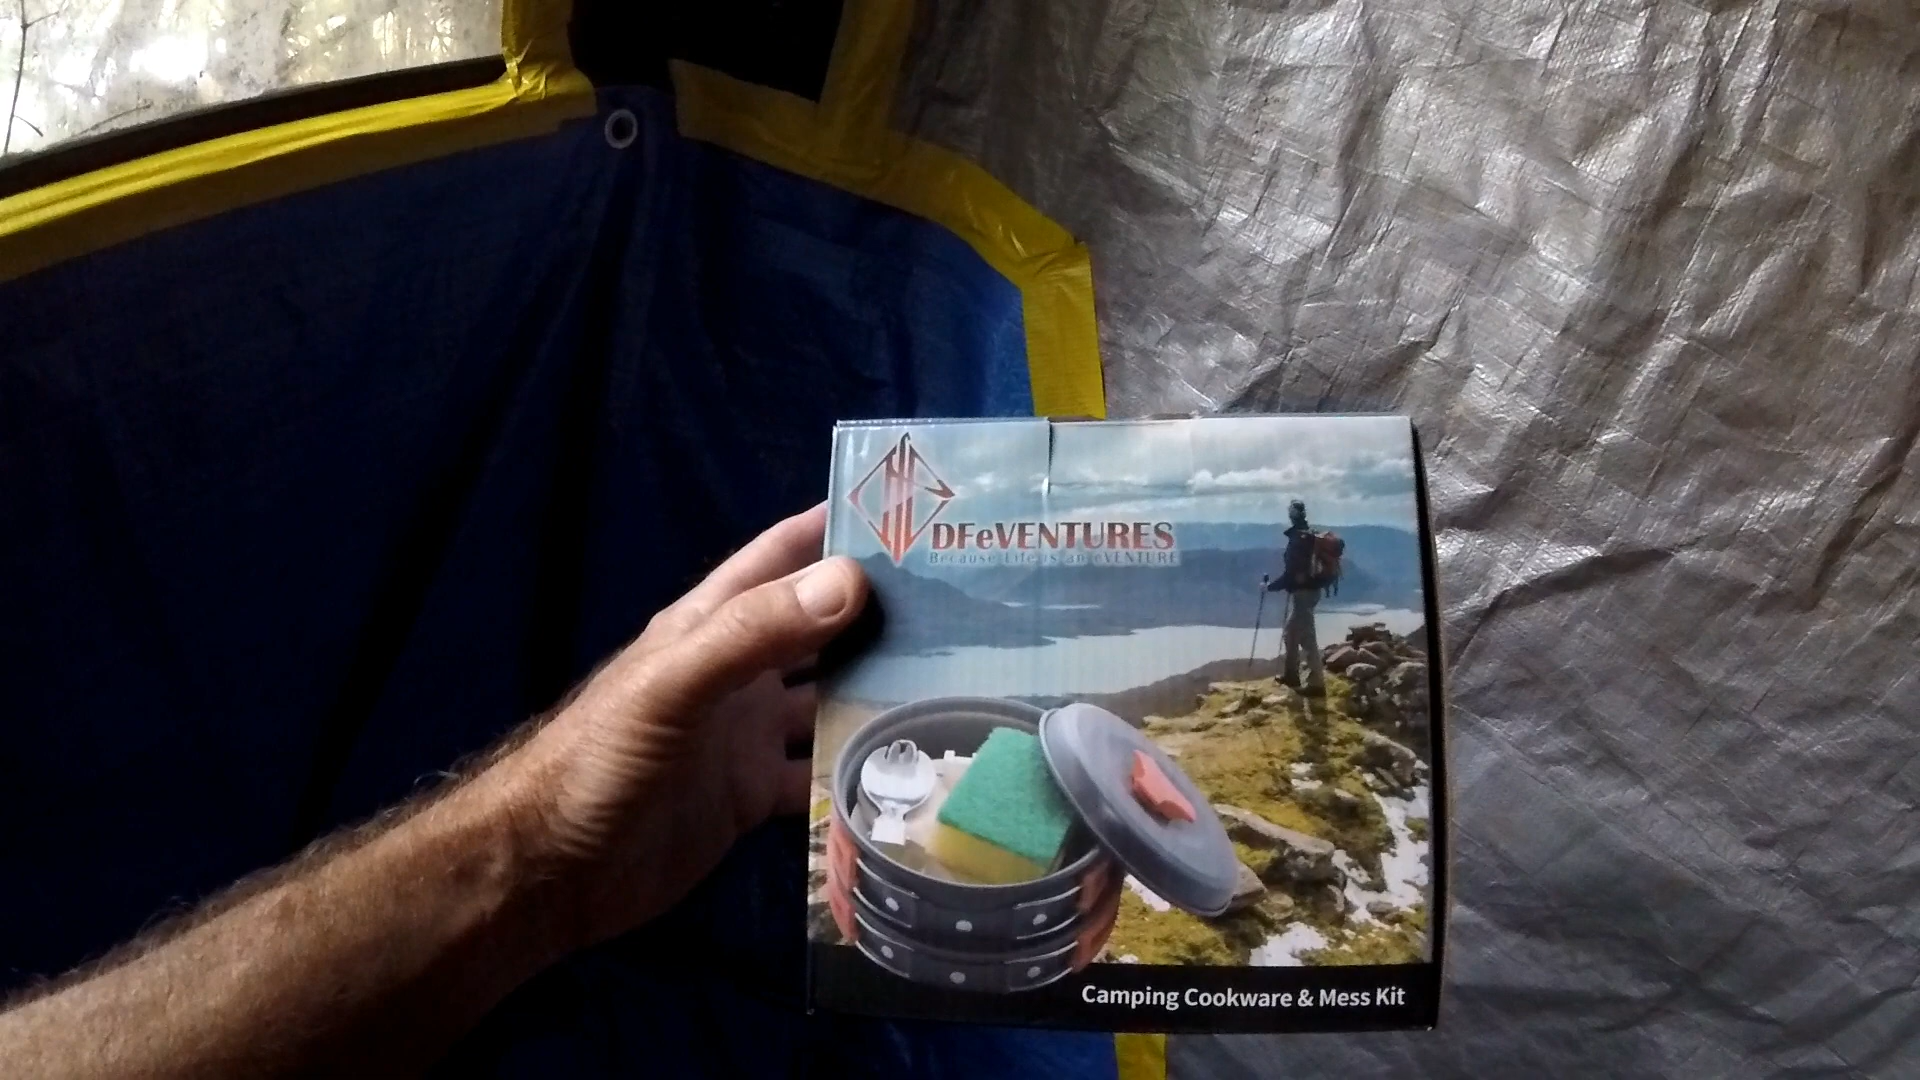 DFeVENTURES
Because Life is an eVENTURE
Camping Cookware & Mess Kit